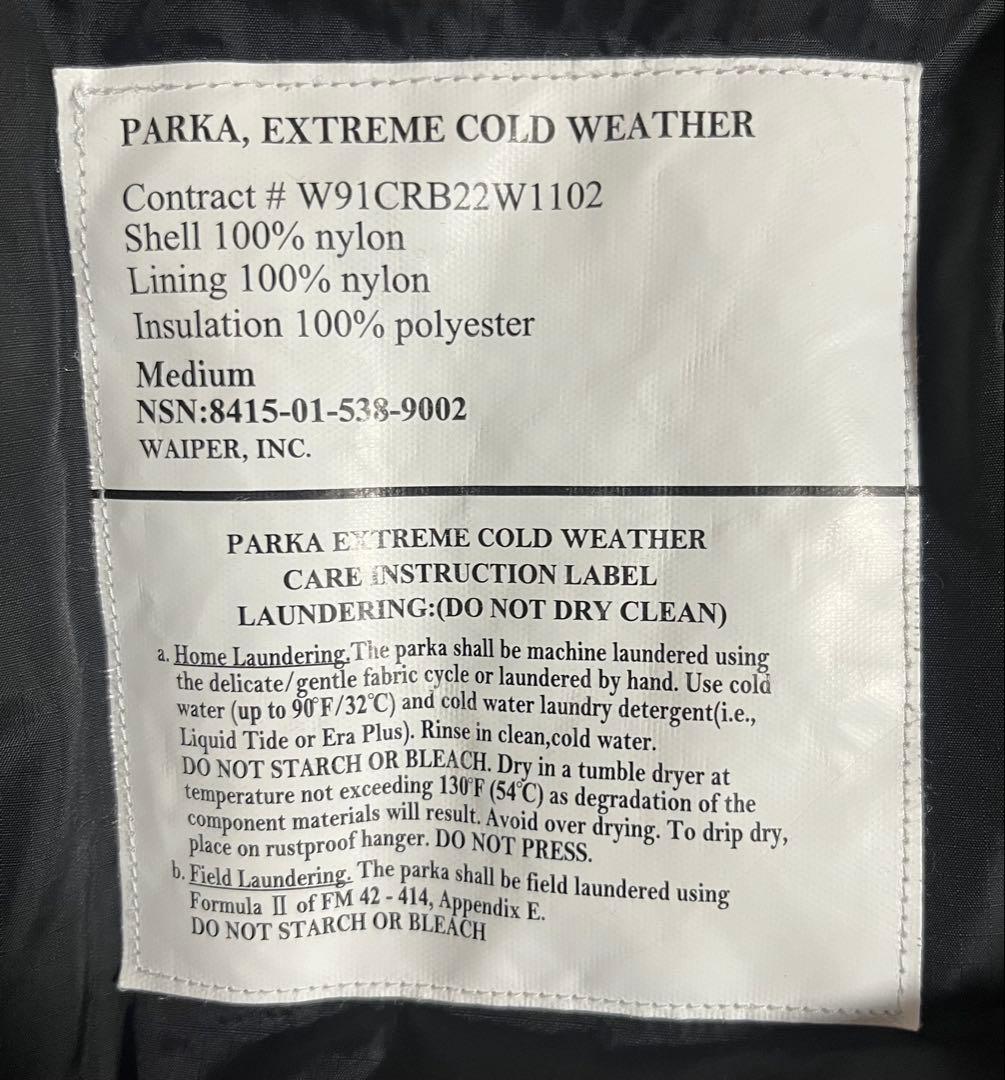 PARKA, EXTREME COLD WEATHER
Contract # W91CRB22W1102
Shell 100% nylon
Lining 100% nylon
Insulation 100% polyester
Medium
NSN:8415-01-538-9002
WAIPER, INC.
PARKA EXTREME COLD WEATHER
CARE INSTRUCTION LABEL
LAUNDERING:(DO NOT DRY CLEAN)
a. Home Laundering.The parka shall be machine laundered using
the delicate/gentle fabric cycle or laundered by hand. Use cold
water (up to 90°F/32℃) and cold water laundry detergent(i.e.,
Liquid Tide or Era Plus). Rinse in clean,cold water.
DO NOT STARCH OR BLEACH. Dry in a tumble dryer at
temperature not exceeding 130°F (54℃) as degradation of the
component materials will result. Avoid over drying. To drip dry,
place on rustproof hanger. DO NOT PRESS.
b. Field Laundering. The parka shall be field laundered using
Formula Ⅱ of FM 42 - 414, Appendix E.
DO NOT STARCH OR BLEACH